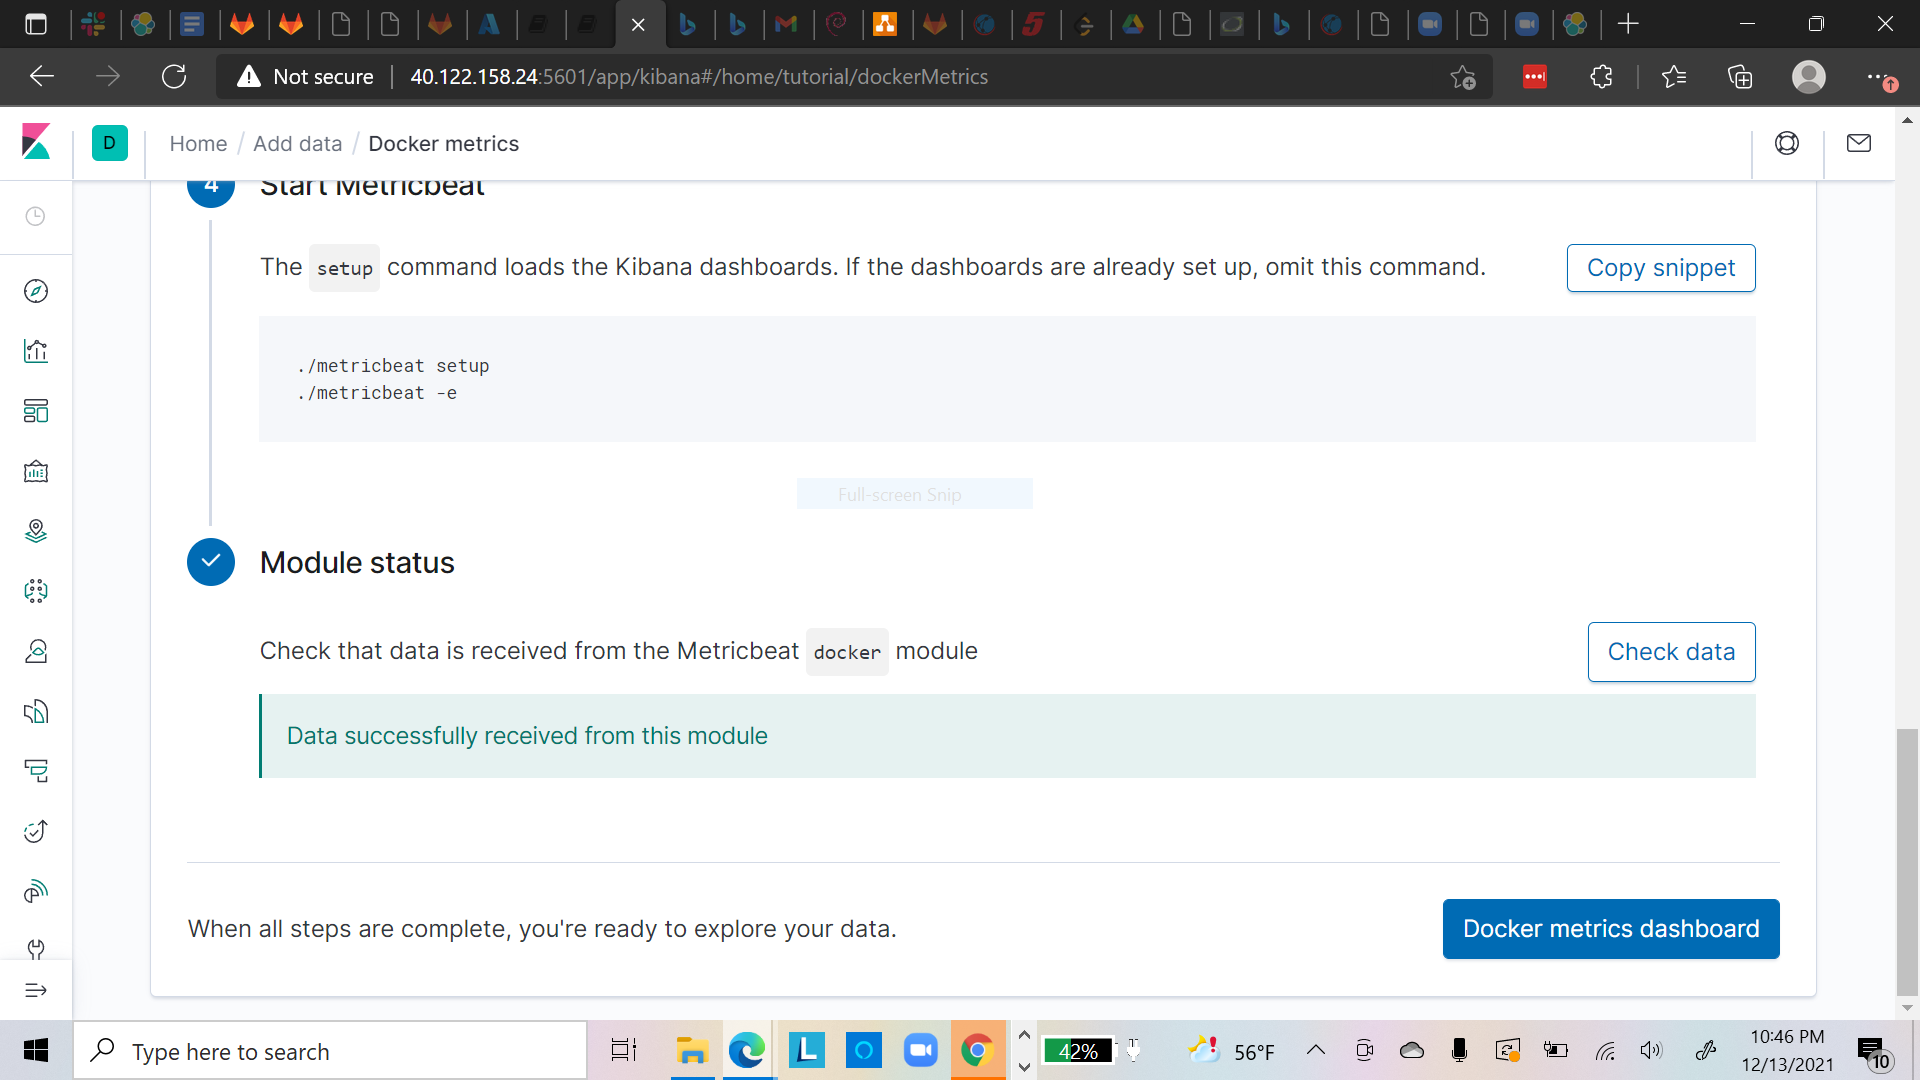 Not secure
40.122.158.24:5601/app/kibana#/home/tutorial/dockerMetrics
D
Home / Add data / Docker metrics
4 Start Metricbeat
The setup command loads the Kibana dashboards. If the dashboards are already set up, omit this command.
Copy snippet
./metricbeat setup
./metricbeat -e
Full-screen Snip
Module status
Check that data is received from the Metricbeat docker module
Check data
Data successfully received from this module
When all steps are complete, you're ready to explore your data.
Docker metrics dashboard
Type here to search
L
42%
56°F
10:46 PM
12/13/2021
10